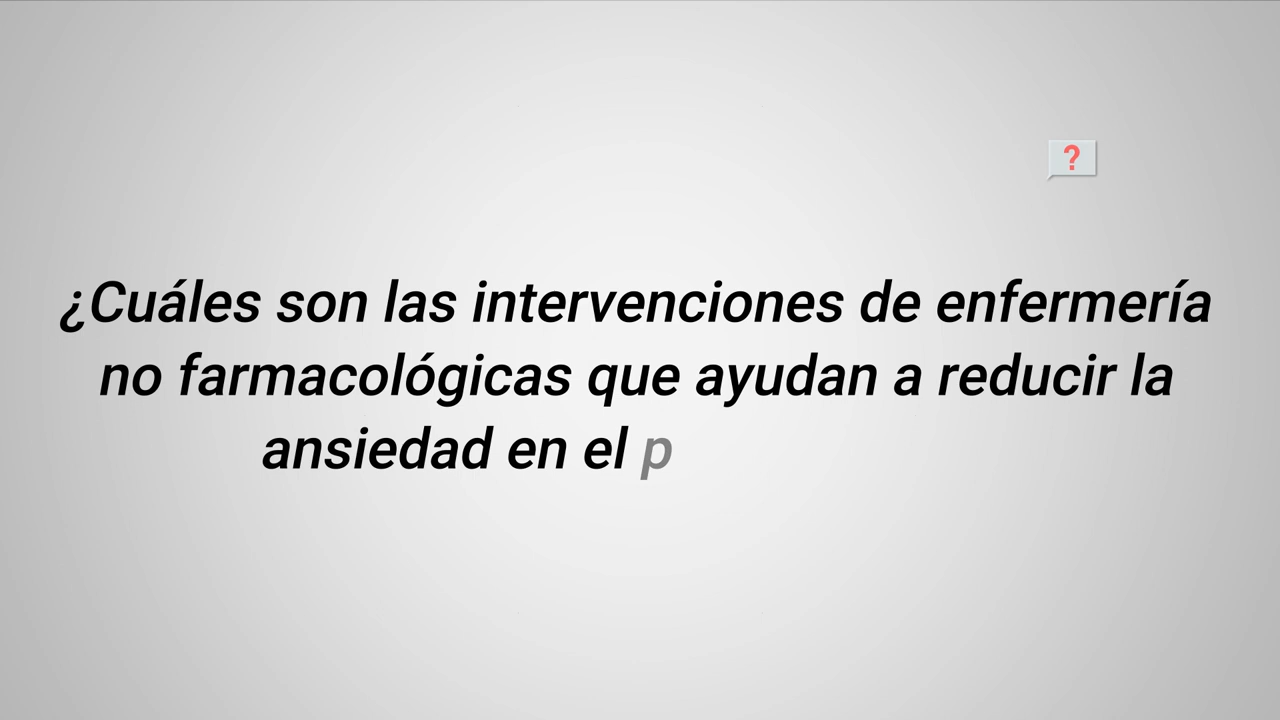 ?
¿Cuáles son las intervenciones de enfermería
no farmacológicas que ayudan a reducir la
ansiedad en el p